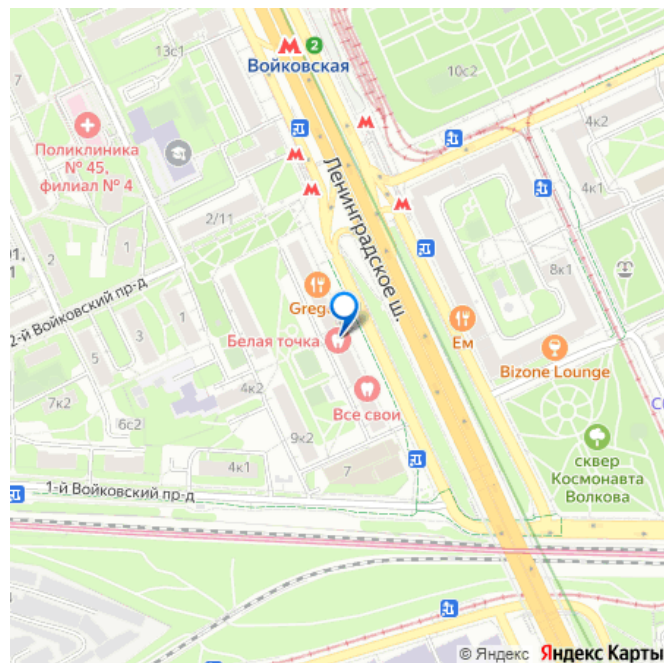 13с1
2
Войковская
10с2
7
4к2
Поликлиника
№ 45,
филиал № 4
4к1
2/11
1
2
1
1
2-й Войковский пр-д
Ленинградское ш.
8к1
Белая точка
Ем
Bizone Lounge
5
4к2
7к2
Все свои
6с2
9к2
4к1
7
сквер
Космонавта
Волкова
1-й Войковский пр-д
© Яндекс Яндекс Карты